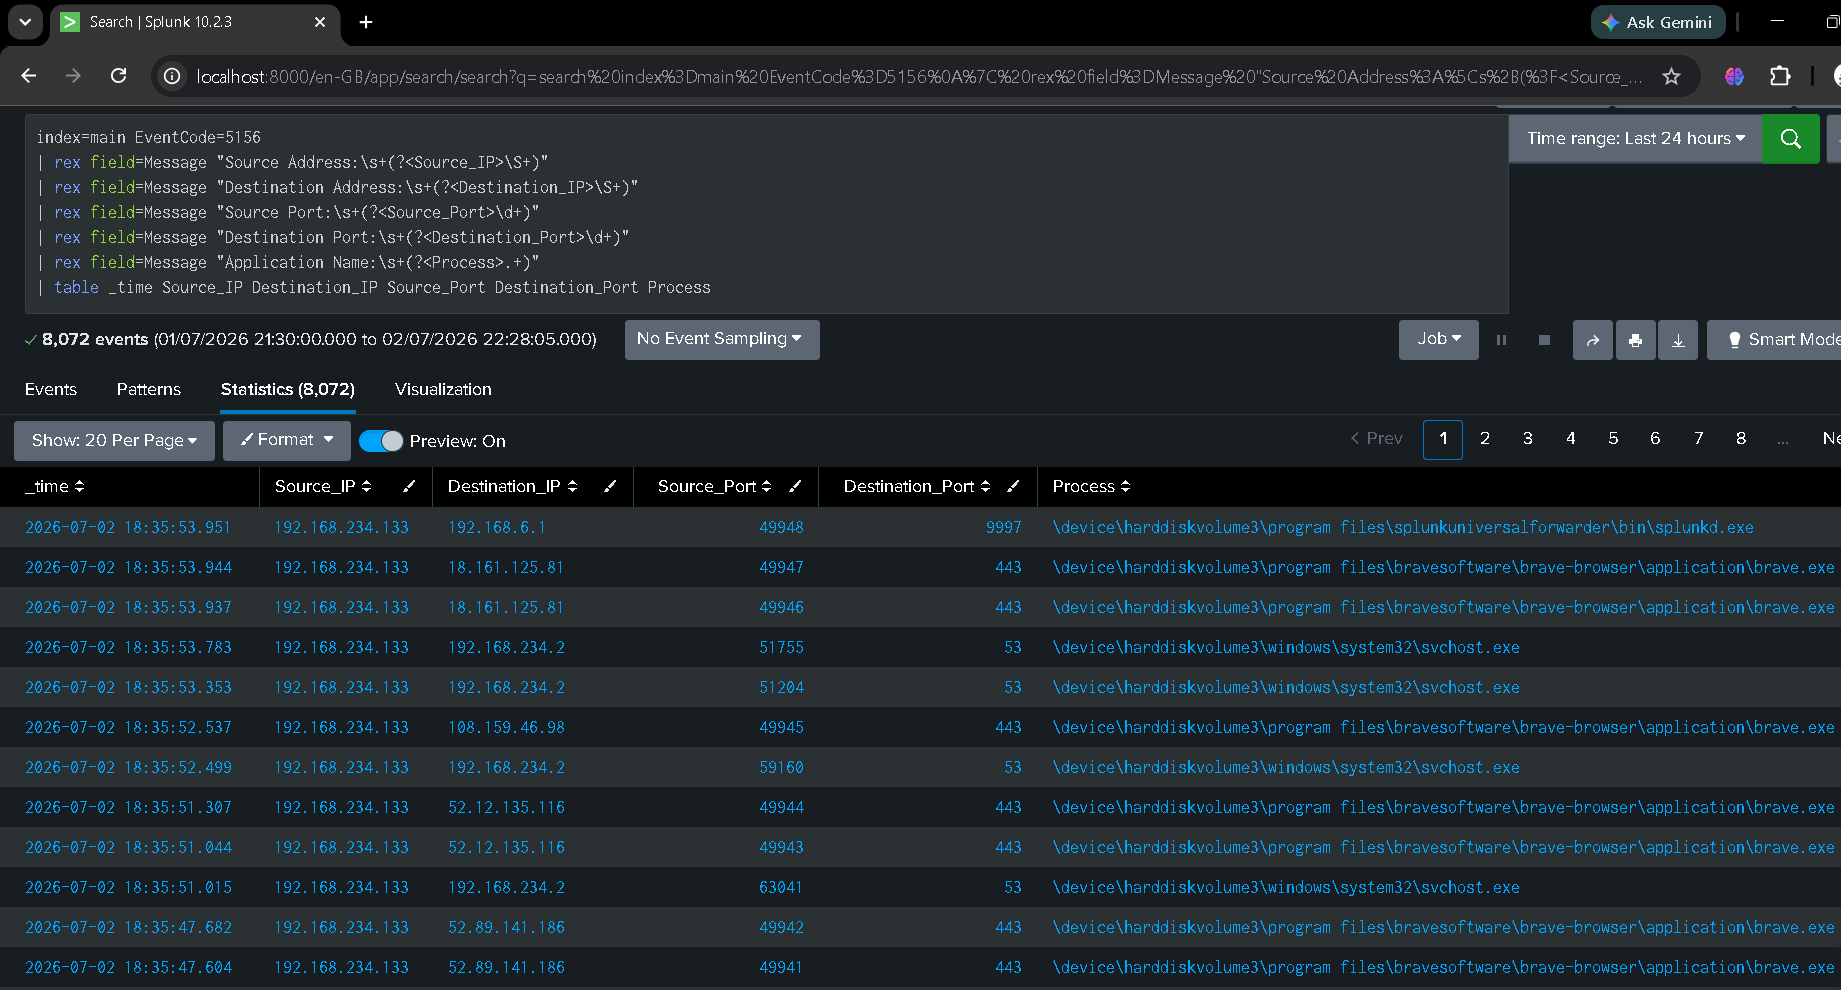 Search | Splunk 10.2.3
Ask Gemini
localhost:8000/en-GB/app/search/search?q=search%20index%3Dmain%20EventCode%3D5156%0A%7C%20rex%20field%3DMessage%20"Source%20Address%3A%5Cs%2B(%3F<Source_...
index=main EventCode=5156
| rex field=Message "Source Address:\s+(?<Source_IP>\S+)"
| rex field=Message "Destination Address:\s+(?<Destination_IP>\S+)"
| rex field=Message "Source Port:\s+(?<Source_Port>\d+)"
| rex field=Message "Destination Port:\s+(?<Destination_Port>\d+)"
| rex field=Message "Application Name:\s+(?<Process>.+)"
| table _time Source_IP Destination_IP Source_Port Destination_Port Process
Time range: Last 24 hours
8,072 events (01/07/2026 21:30:00.000 to 02/07/2026 22:28:05.000) No Event Sampling Job Smart Mode
Events Patterns Statistics (8,072) Visualization
Show: 20 Per Page Format Preview: On < Prev 1 2 3 4 5 6 7 8 ... Ne
_time Source_IP Destination_IP Source_Port Destination_Port Process
2026-07-02 18:35:53.951 192.168.234.133 192.168.6.1 49948 9997 \device\harddiskvolume3\program files\splunkuniversalforwarder\bin\splunkd.exe
2026-07-02 18:35:53.944 192.168.234.133 18.161.125.81 49947 443 \device\harddiskvolume3\program files\bravesoftware\brave-browser\application\brave.exe
2026-07-02 18:35:53.937 192.168.234.133 18.161.125.81 49946 443 \device\harddiskvolume3\program files\bravesoftware\brave-browser\application\brave.exe
2026-07-02 18:35:53.783 192.168.234.133 192.168.234.2 51755 53 \device\harddiskvolume3\windows\system32\svchost.exe
2026-07-02 18:35:53.353 192.168.234.133 192.168.234.2 51204 53 \device\harddiskvolume3\windows\system32\svchost.exe
2026-07-02 18:35:52.537 192.168.234.133 108.159.46.98 49945 443 \device\harddiskvolume3\program files\bravesoftware\brave-browser\application\brave.exe
2026-07-02 18:35:52.499 192.168.234.133 192.168.234.2 59160 53 \device\harddiskvolume3\windows\system32\svchost.exe
2026-07-02 18:35:51.307 192.168.234.133 52.12.135.116 49944 443 \device\harddiskvolume3\program files\bravesoftware\brave-browser\application\brave.exe
2026-07-02 18:35:51.044 192.168.234.133 52.12.135.116 49943 443 \device\harddiskvolume3\program files\bravesoftware\brave-browser\application\brave.exe
2026-07-02 18:35:51.015 192.168.234.133 192.168.234.2 63041 53 \device\harddiskvolume3\windows\system32\svchost.exe
2026-07-02 18:35:47.682 192.168.234.133 52.89.141.186 49942 443 \device\harddiskvolume3\program files\bravesoftware\brave-browser\application\brave.exe
2026-07-02 18:35:47.604 192.168.234.133 52.89.141.186 49941 443 \device\harddiskvolume3\program files\bravesoftware\brave-browser\application\brave.exe